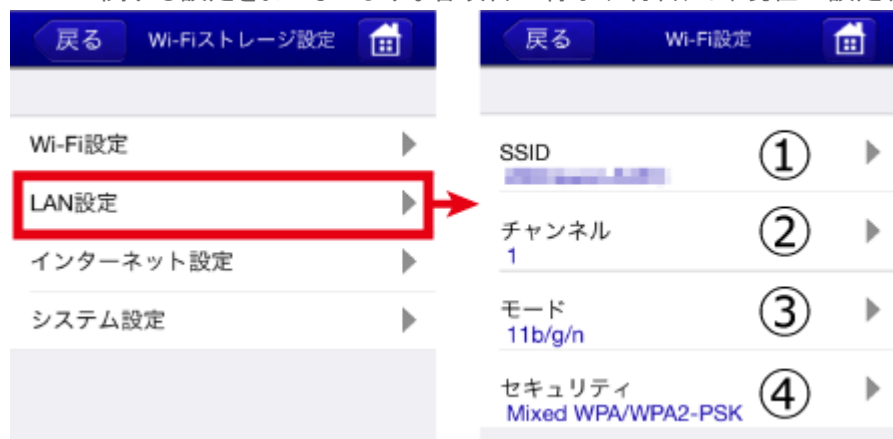 戻る Wi-Fiストレージ設定
Wi-Fi設定
LAN設定
インターネット設定
システム設定
戻る Wi-Fi設定
SSID ①
チャンネル ②
1
モード ③
11b/g/n
セキュリティ ④
Mixed WPA/WPA2-PSK